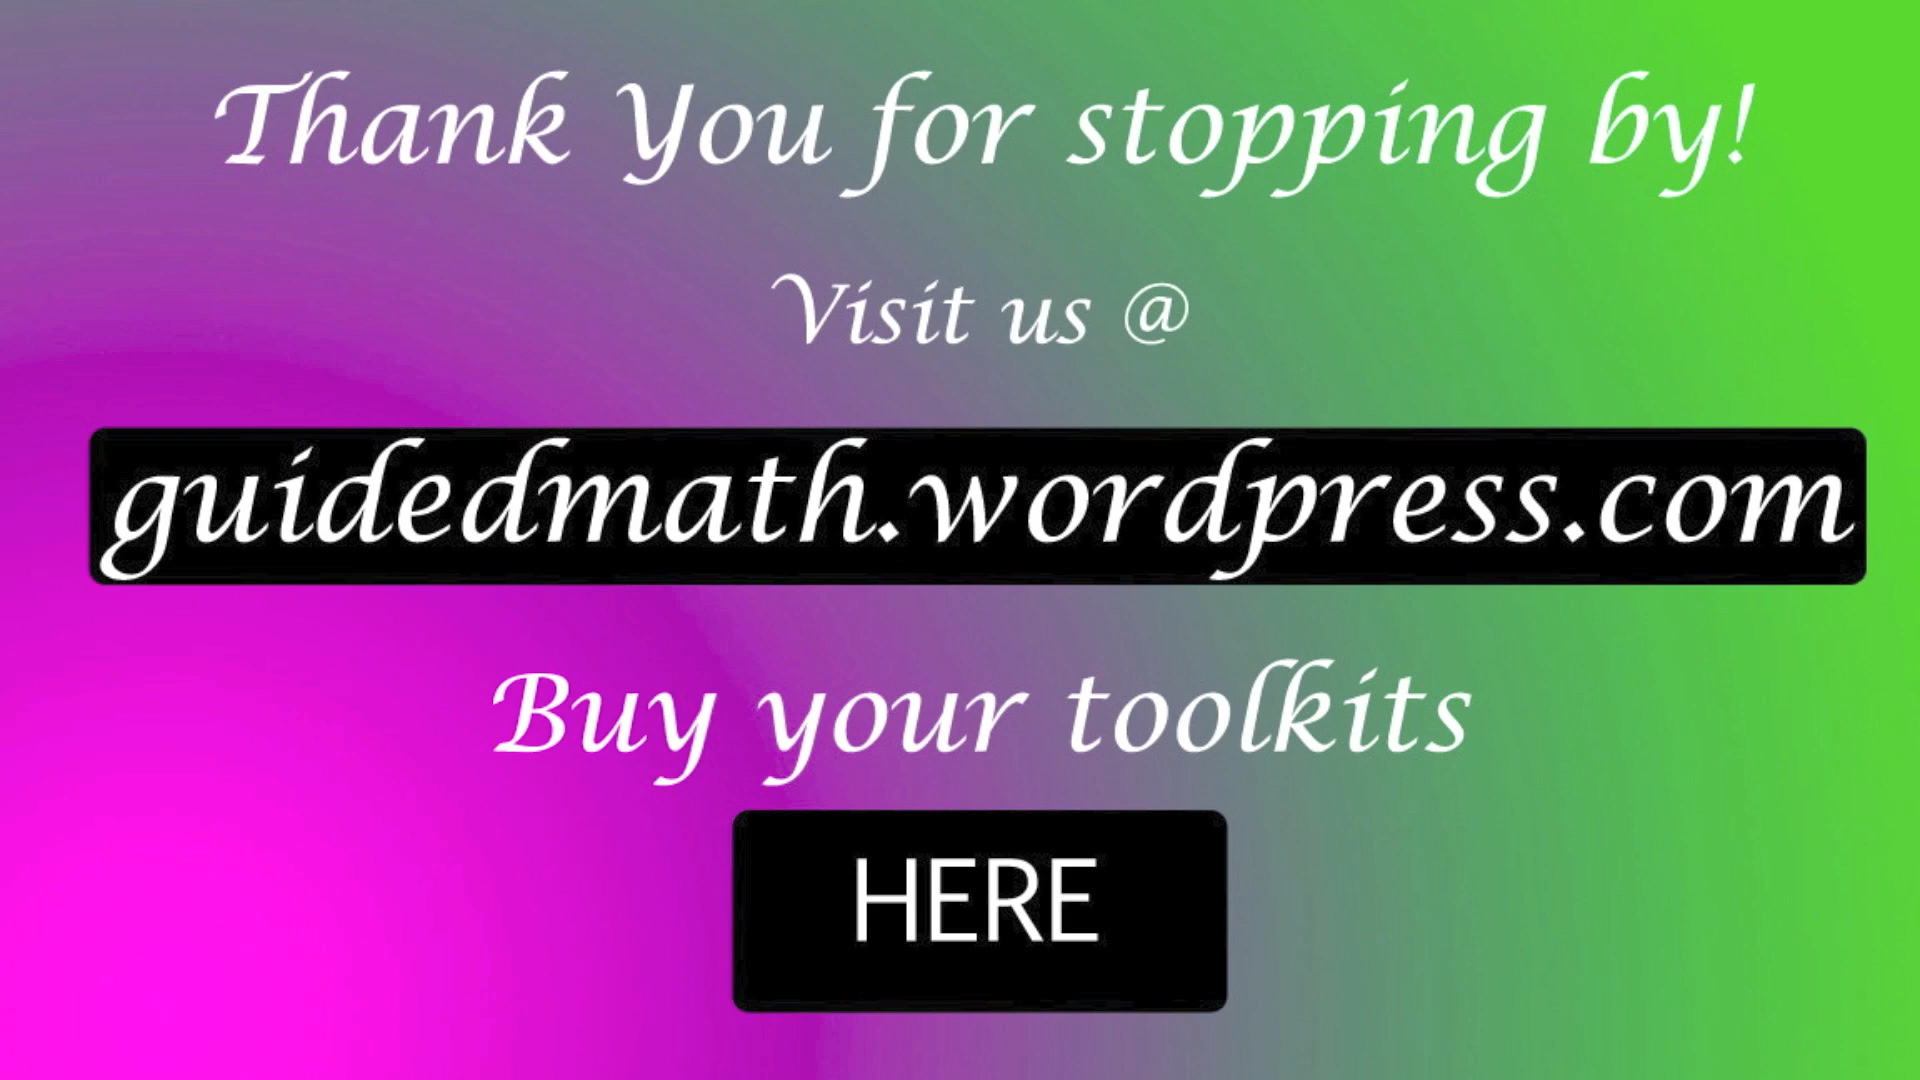 Thank You for stopping by!
Visit us @
guidedmath.wordpress.com
Buy your toolkits
HERE